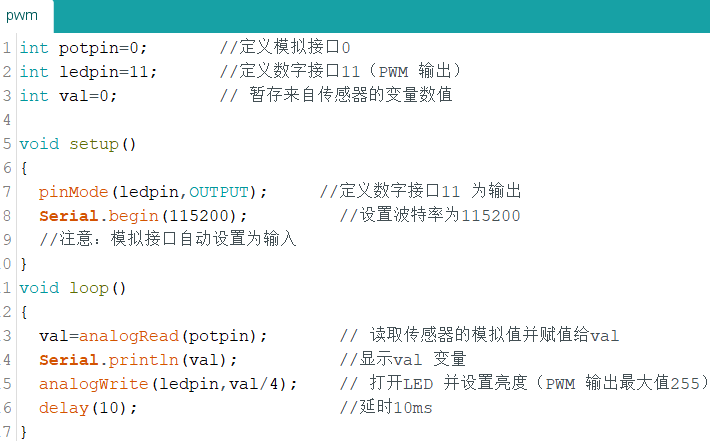 pwm
1 int potpin=0; //定义模拟接口0
2 int ledpin=11; //定义数字接口11（PWM 输出）
3 int val=0; // 暂存来自传感器的变量数值
4
5 void setup()
6 {
7 pinMode(ledpin,OUTPUT); //定义数字接口11 为输出
8 Serial.begin(115200); //设置波特率为115200
9 //注意: 模拟接口自动设置为输入
0 }
1 void loop()
2 {
3 val=analogRead(potpin); // 读取传感器的模拟值并赋值给val
4 Serial.println(val); //显示val 变量
5 analogWrite(ledpin,val/4); // 打开LED 并设置亮度（PWM 输出最大值255）
6 delay(10); //延时10ms
7 }